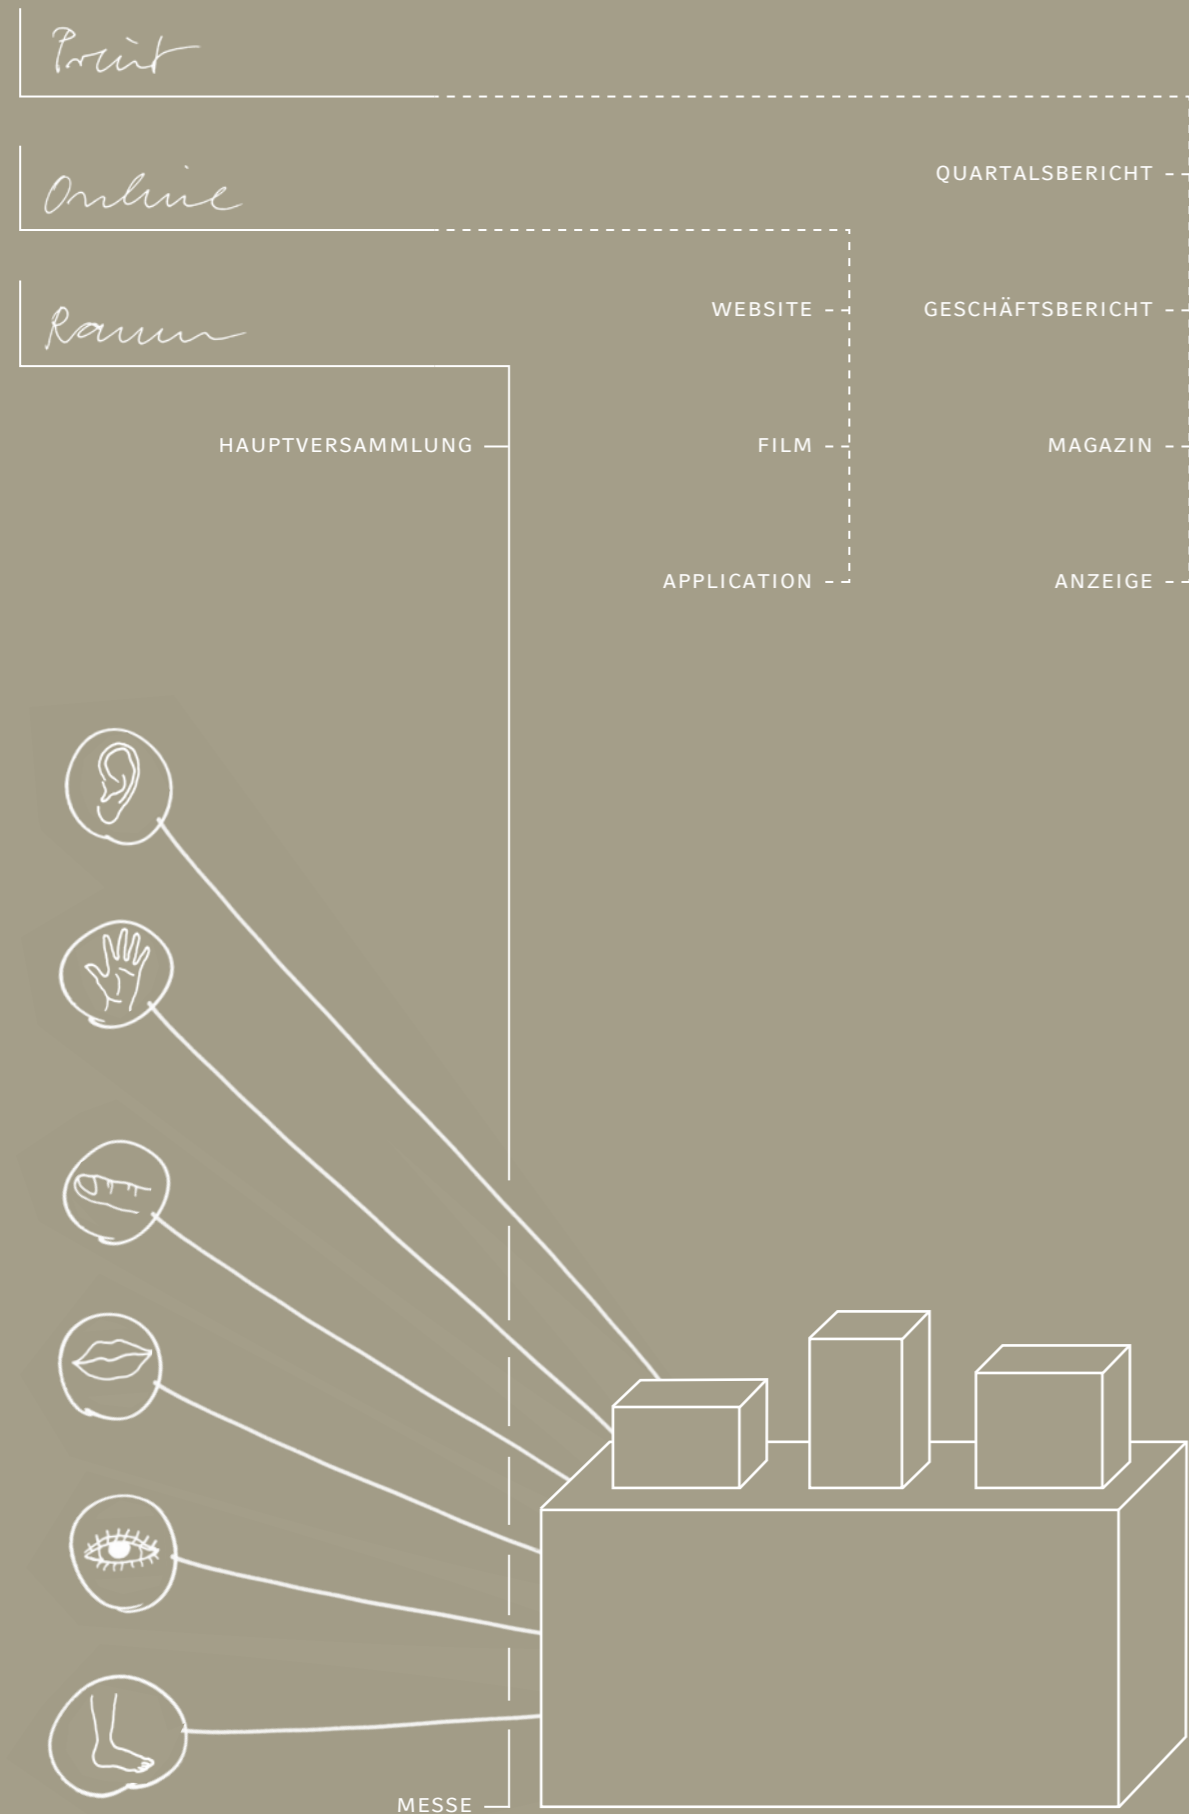 Print
Online
QUARTALSBERICHT
Raum
WEBSITE
GESCHÄFTSBERICHT
HAUPTVERSAMMLUNG
FILM
MAGAZIN
APPLICATION
ANZEIGE
MESSE